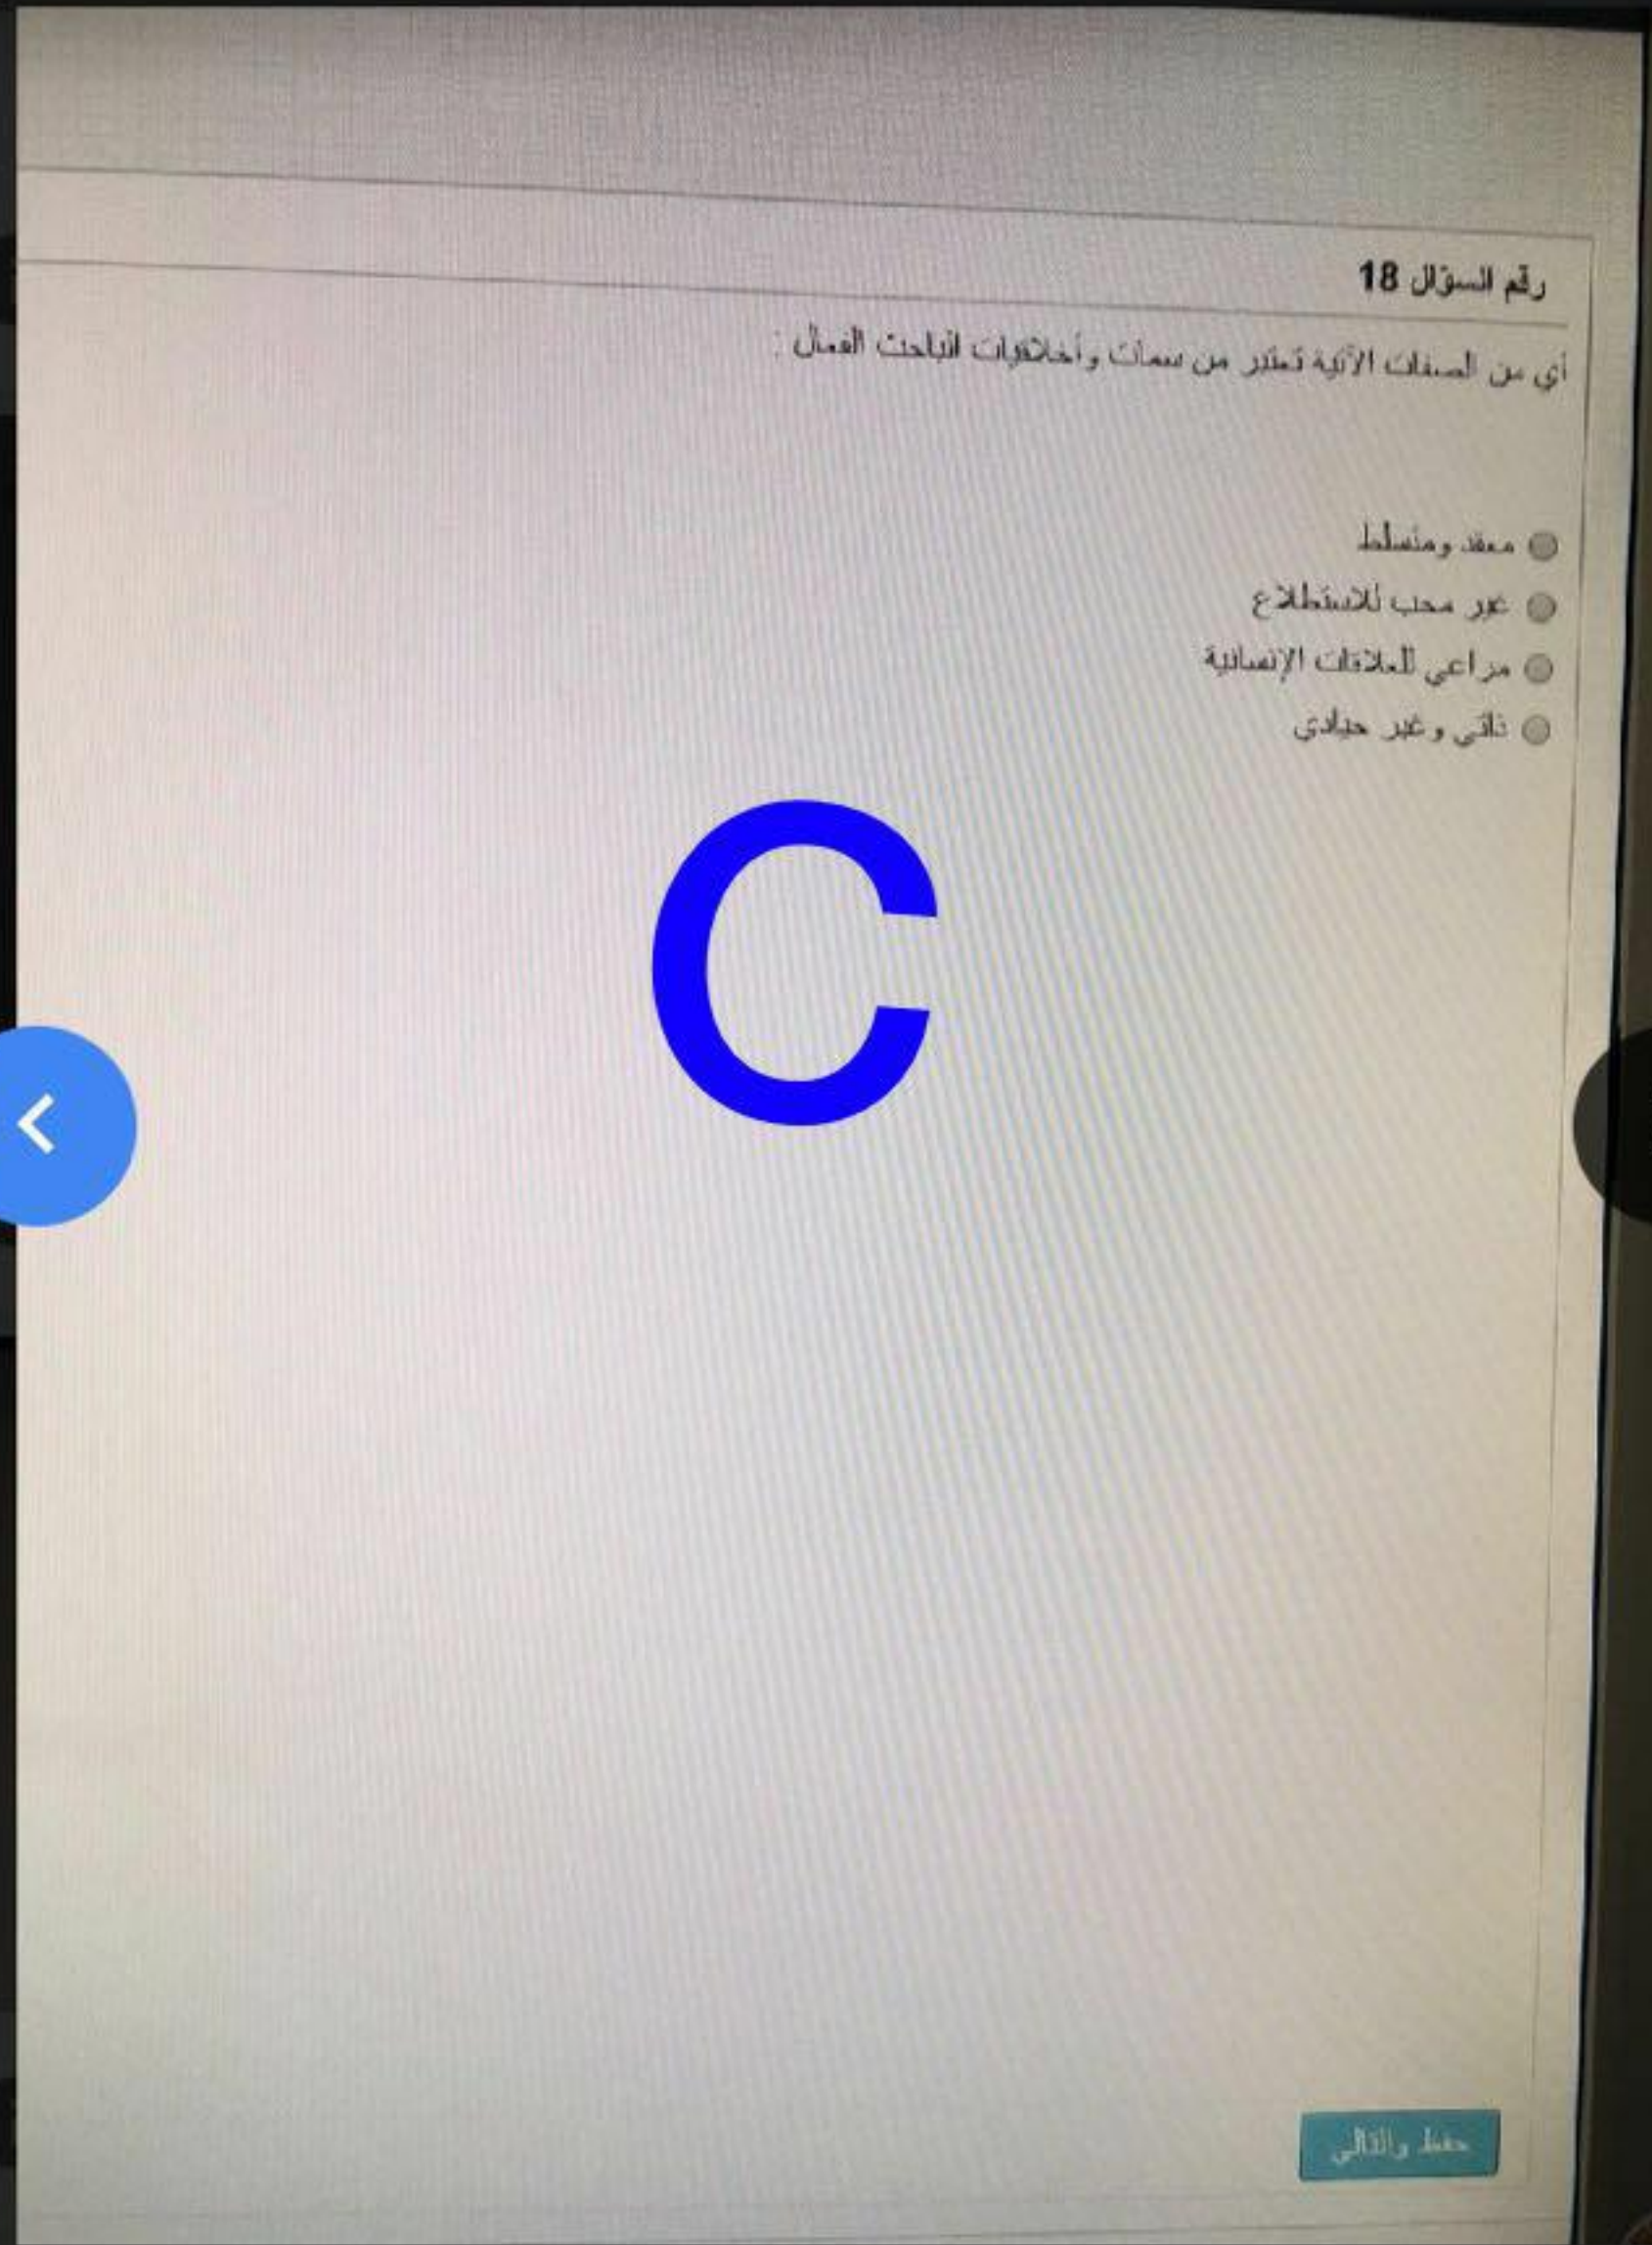 رقم السؤال 18
أي من الصفات الآتية تعتبر من سمات وأخلاقيات الباحث الفعال :
معقد ومتسلط
غير محب للاستطلاع
مراعي للعلاقات الإنسانية
ذاتي وغير حيادي
C
حفظ والتالي